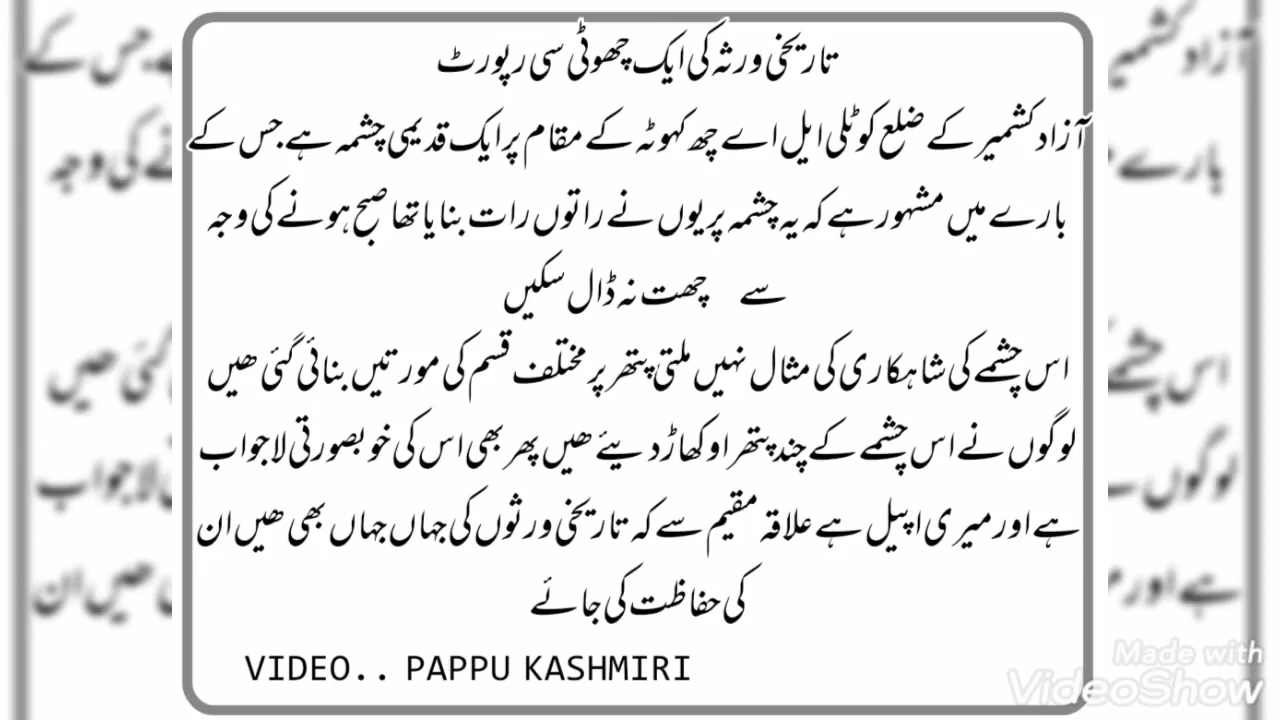 تاریخی ورثہ کی ایک چھوٹی سی رپورٹ
آزاد کشمیر کے ضلع کوٹلی ایل اے چھ کہوٹہ کے مقام پر ایک قدیمی چشمہ ہے جس کے
بارے میں مشہور ہے کہ یہ چشمہ پریوں نے راتوں رات بنایا تھا صبح ہونے کی وجہ
سے چھت نہ ڈال سکیں
اس چشمے کی شاہکاری کی مثال نہیں ملتی پتھر پر مختلف قسم کی مورتیں بنائی گئی ھیں
لوگوں نے اس چشمے کے چند پتھر اوکھاڑ دیئے ھیں پھر بھی اس کی خوبصورتی لاجواب
ہے اور میری اپیل ہے علاقہ مقیم سے کہ تاریخی ورثوں کی جہاں جہاں بھی ھیں ان
کی حفاظت کی جائے
VIDEO.. PAPPU KASHMIRI
Made with
VideoShow